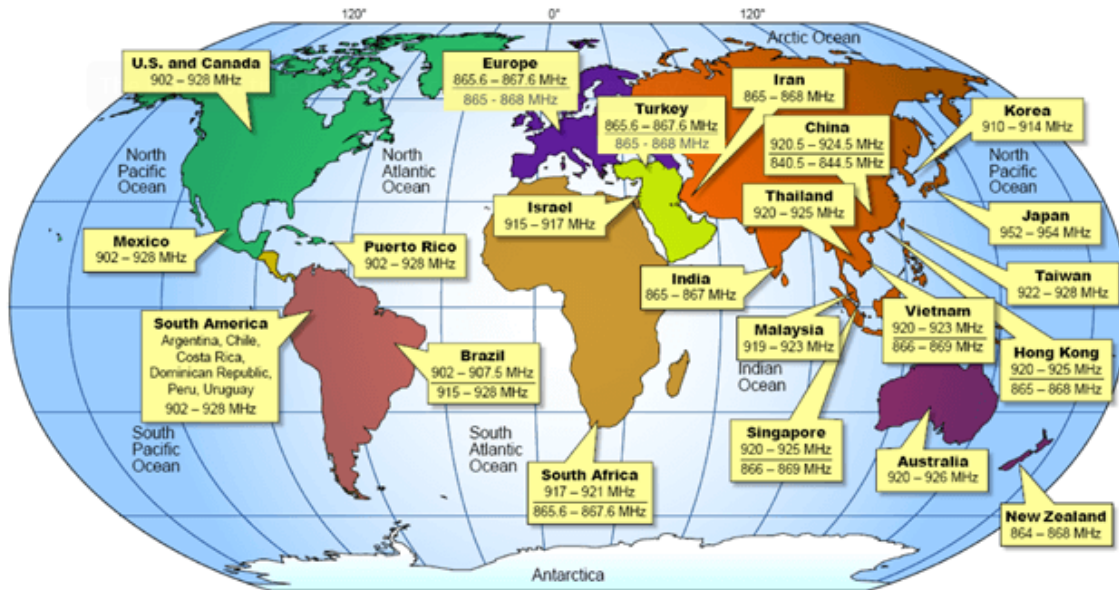 120°
0°
120°
Arctic Ocean
U.S. and Canada
902 – 928 MHz
Europe
865.6 – 867.6 MHz
865 - 868 MHz
Iran
865 – 868 MHz
Turkey
865.6 – 867.6 MHz
865 - 868 MHz
China
920.5 – 924.5 MHz
840.5 – 844.5 MHz
Korea
910 – 914 MHz
North
Pacific
Ocean
North
Atlantic
Ocean
North
Pacific
Ocean
Israel
915 – 917 MHz
Thailand
920 – 925 MHz
Japan
952 – 954 MHz
Mexico
902 – 928 MHz
Puerto Rico
902 – 928 MHz
India
865 – 867 MHz
Taiwan
922 – 928 MHz
South America
Argentina, Chile,
Costa Rica,
Dominican Republic,
Peru, Uruguay
902 – 928 MHz
Brazil
902 – 907.5 MHz
915 – 928 MHz
Malaysia
919 – 923 MHz
Vietnam
920 – 923 MHz
866 – 869 MHz
Hong Kong
920 – 925 MHz
865 – 868 MHz
Indian
Ocean
South
Pacific
Ocean
South
Atlantic
Ocean
Singapore
920 – 925 MHz
866 – 869 MHz
Australia
920 – 926 MHz
South Africa
917 – 921 MHz
865.6 – 867.6 MHz
New Zealand
864 – 868 MHz
Antarctica